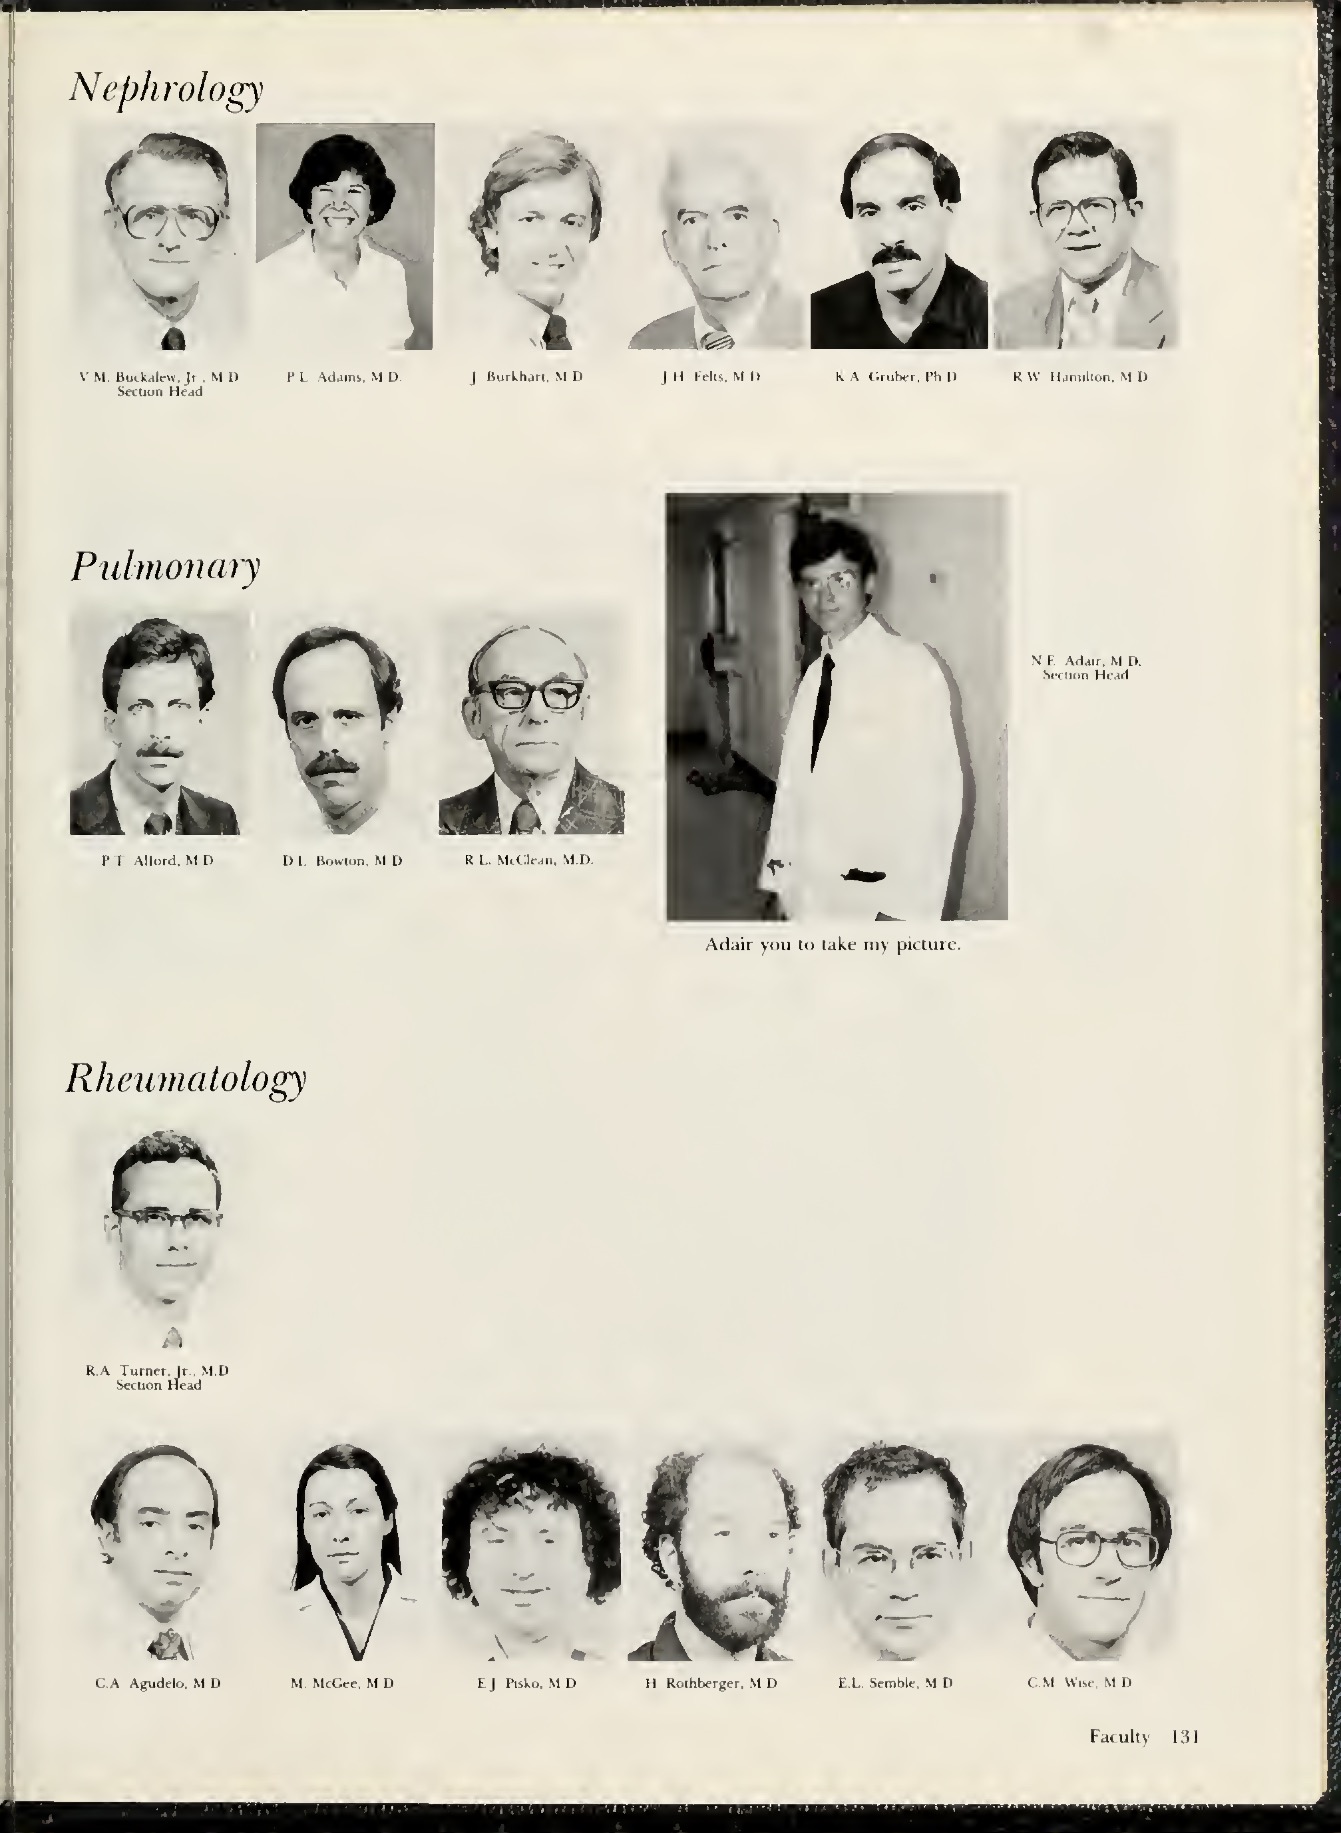 Nephrology
V.M. Buckalew, Jr., M D
Section Head
P L Adams, M D.
J Burkhart, M D
J H Felts, M D
K A Gruber, Ph D
R W Hamilton, M D
Pulmonary
P T Alford, M D
D L Bowton, M D
R L. McClean, M.D.
N E Adair, M D.
Section Head
Adair you to take my picture.
Rheumatology
R.A Turner, Jr., M.D
Section Head
C.A Agudelo, M D
M. McGee, M D
E J Pisko, M D
H Rothberger, M D
E.L. Semble, M D
C.M Wise, M D
Faculty 131